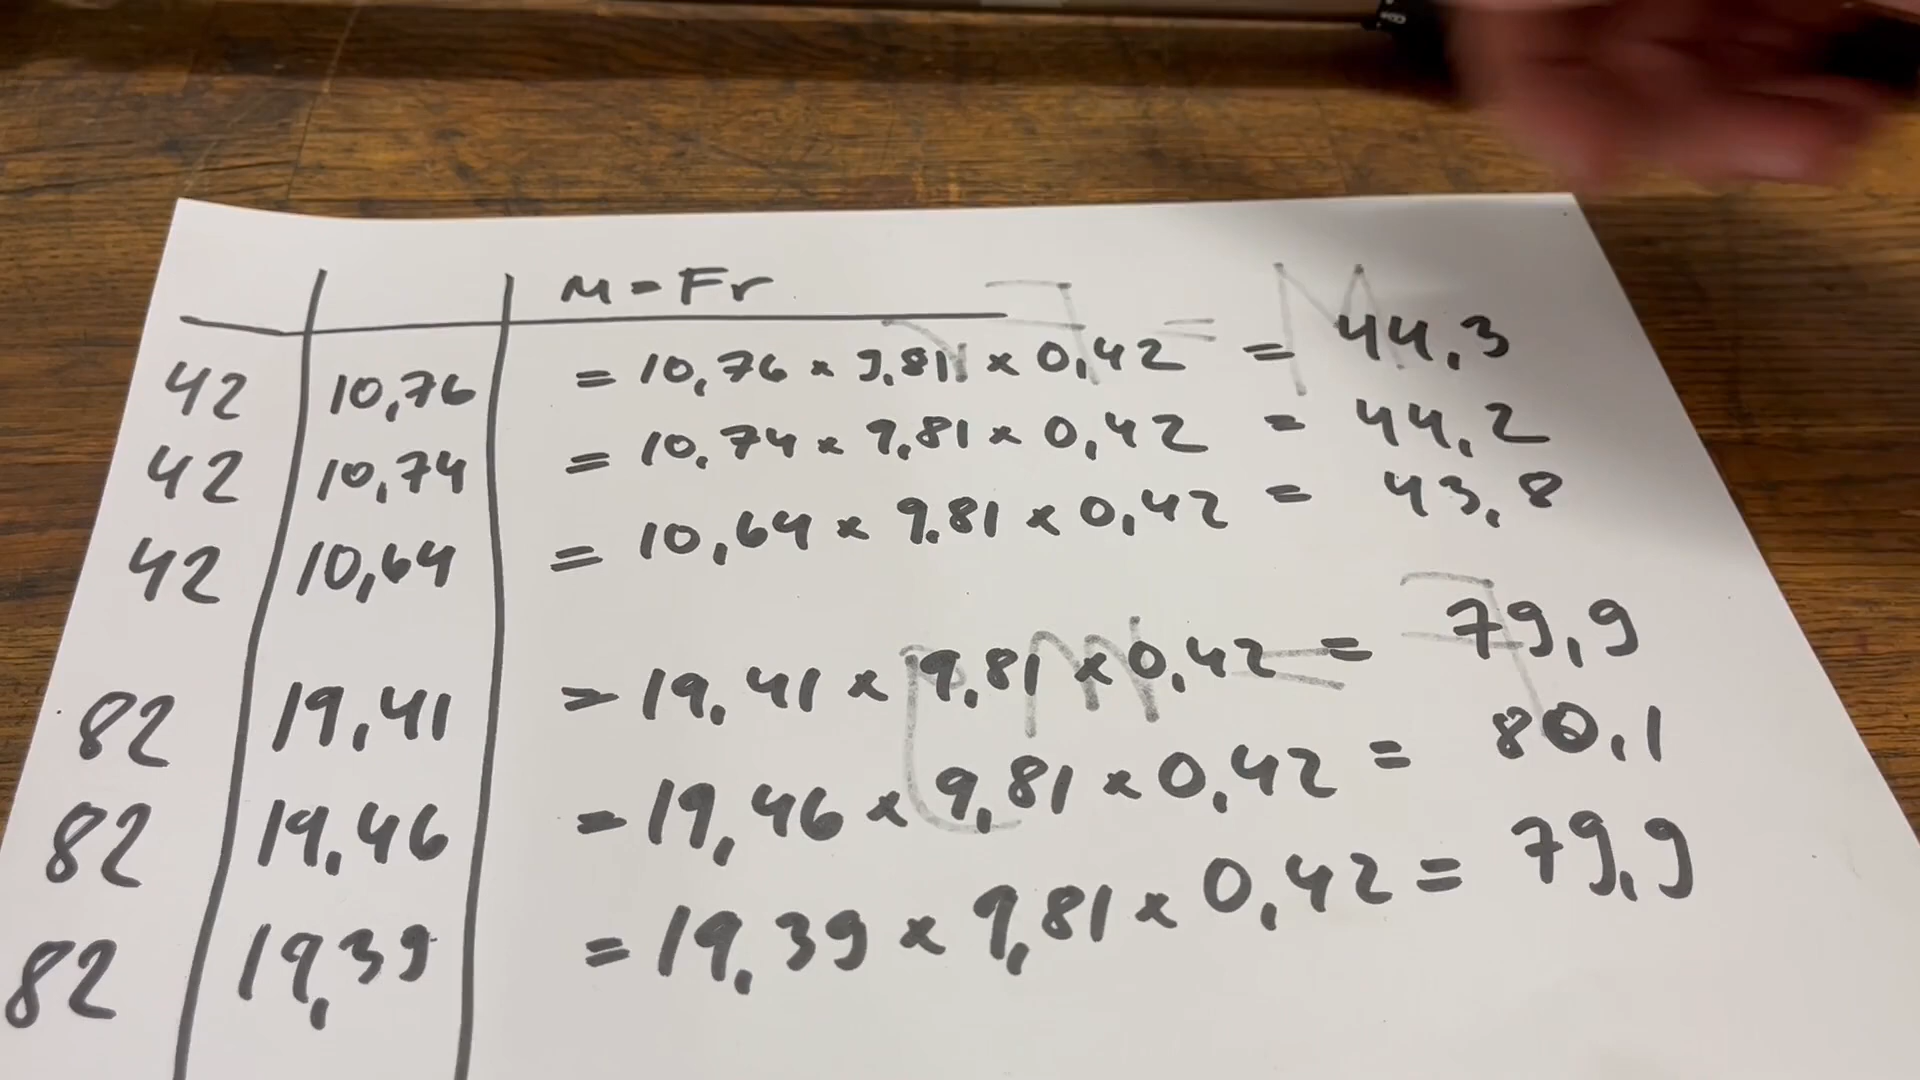 M = Fr
42 10,76 = 10,76 × 9,81 × 0,42 = 44,3
42 10,74 = 10,74 × 9,81 × 0,42 = 44,2
42 10,64 = 10,64 × 9.81 × 0,42 = 43,8
82 19,41 = 19,41 × 9,81 × 0,42 = 79,9
82 19,46 = 19,46 × 9,81 × 0,42 = 80,1
82 19,39 = 19,39 × 9,81 × 0,42 = 79,9